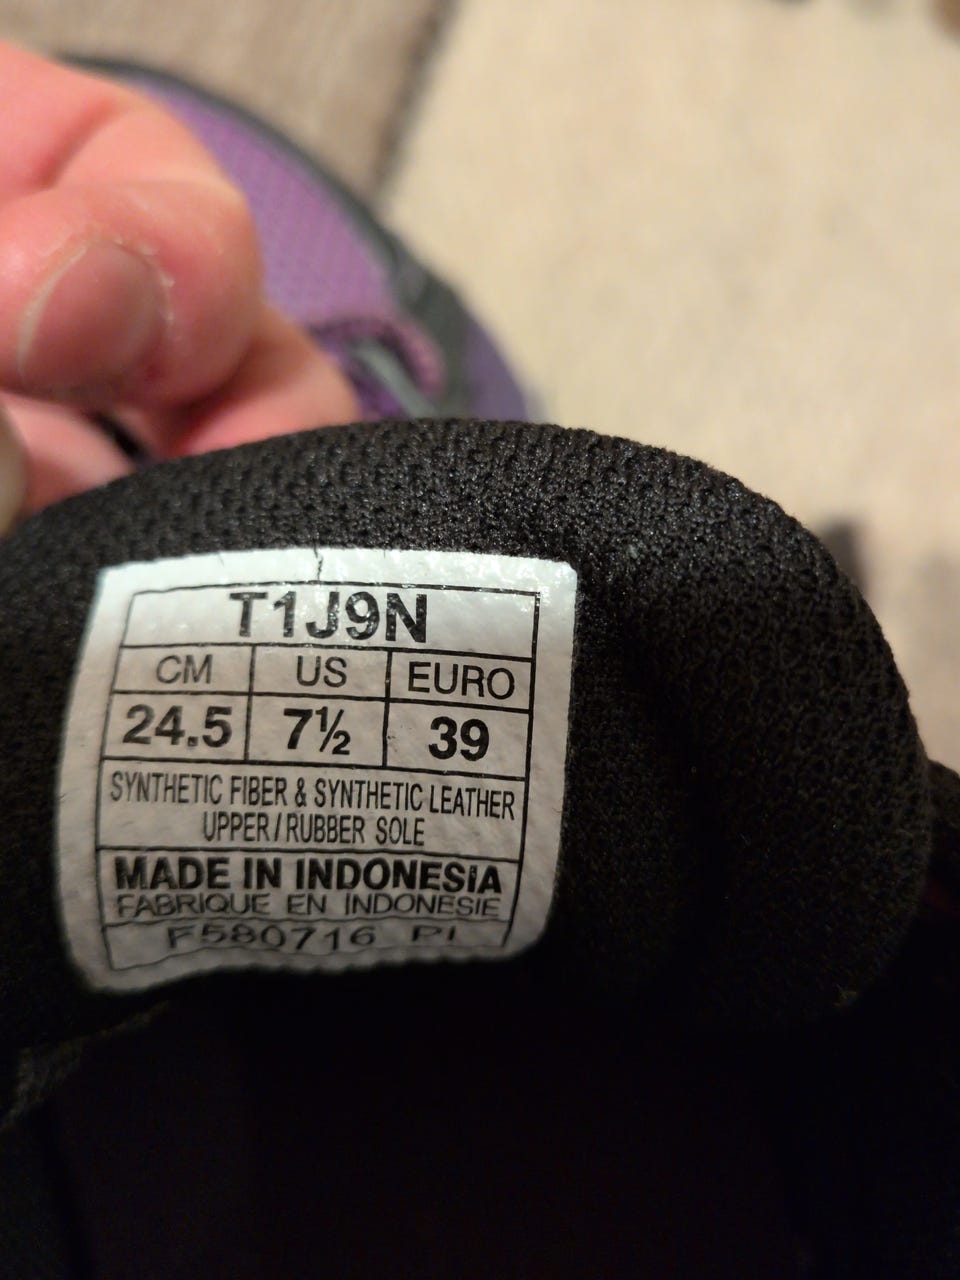 T1J9N
CM US EURO
24.5 7½ 39
SYNTHETIC FIBER & SYNTHETIC LEATHER
UPPER/RUBBER SOLE
MADE IN INDONESIA
FABRIQUE EN INDONESIE
F580716 PI